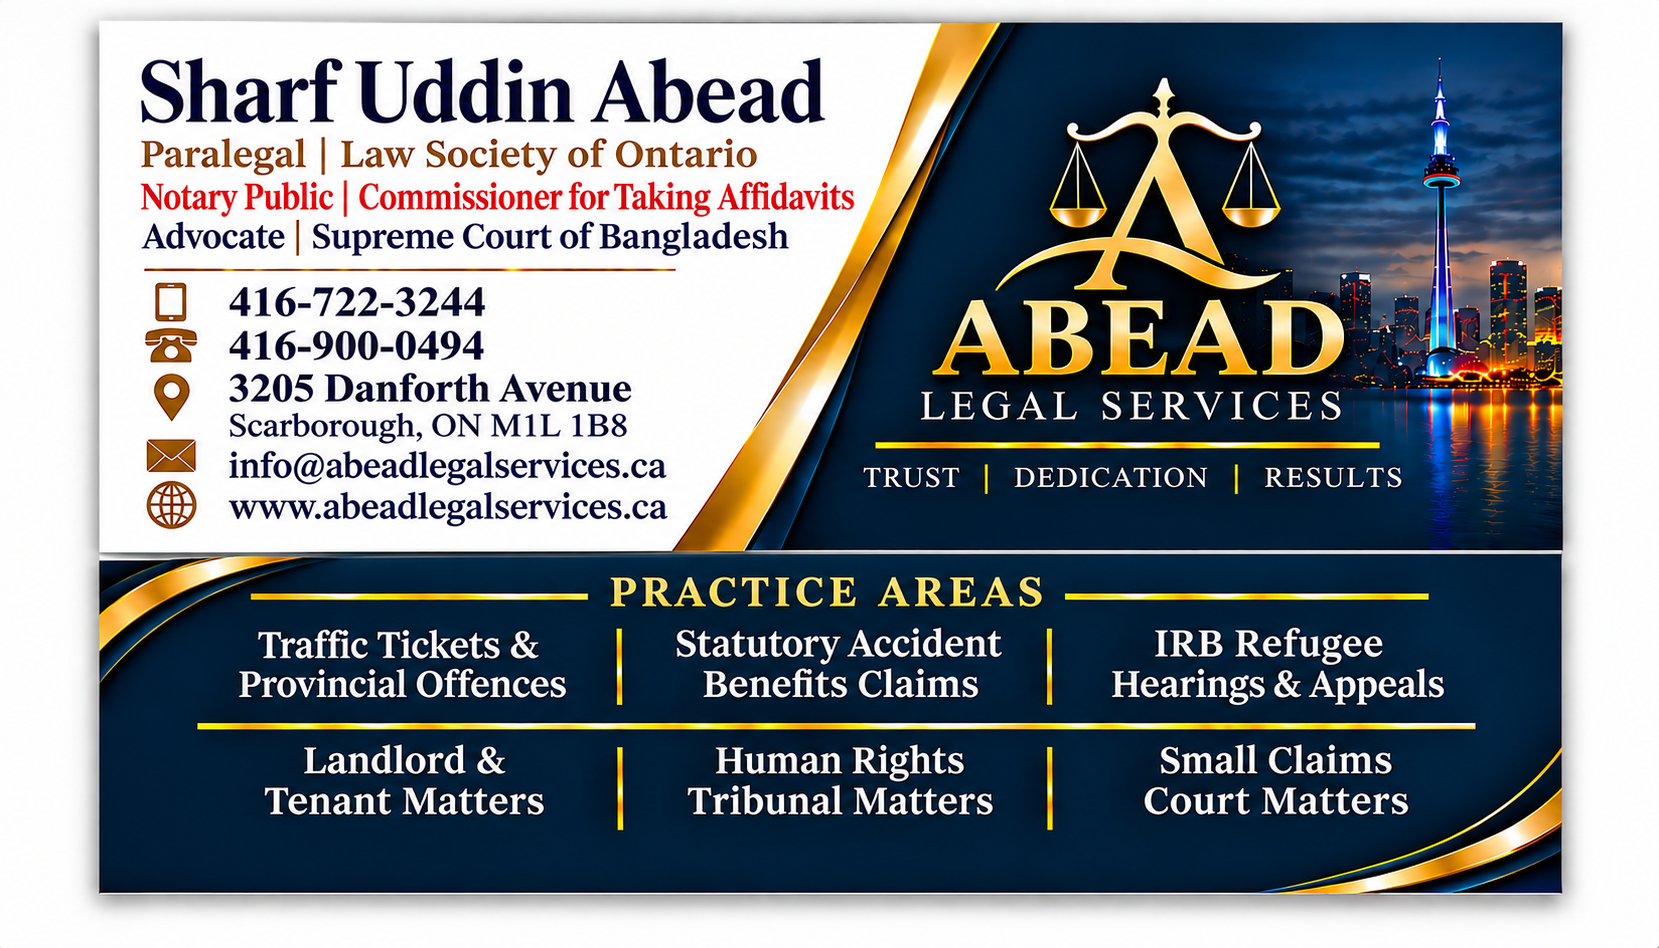 Sharf Uddin Abead
Paralegal | Law Society of Ontario
Notary Public | Commissioner for Taking Affidavits
Advocate | Supreme Court of Bangladesh
416-722-3244
416-900-0494
3205 Danforth Avenue
Scarborough, ON M1L 1B8
info@abeadlegalservices.ca
www.abeadlegalservices.ca
ABEAD
LEGAL SERVICES
TRUST | DEDICATION | RESULTS
PRACTICE AREAS
Traffic Tickets &
Provincial Offences
Statutory Accident
Benefits Claims
IRB Refugee
Hearings & Appeals
Landlord &
Tenant Matters
Human Rights
Tribunal Matters
Small Claims
Court Matters